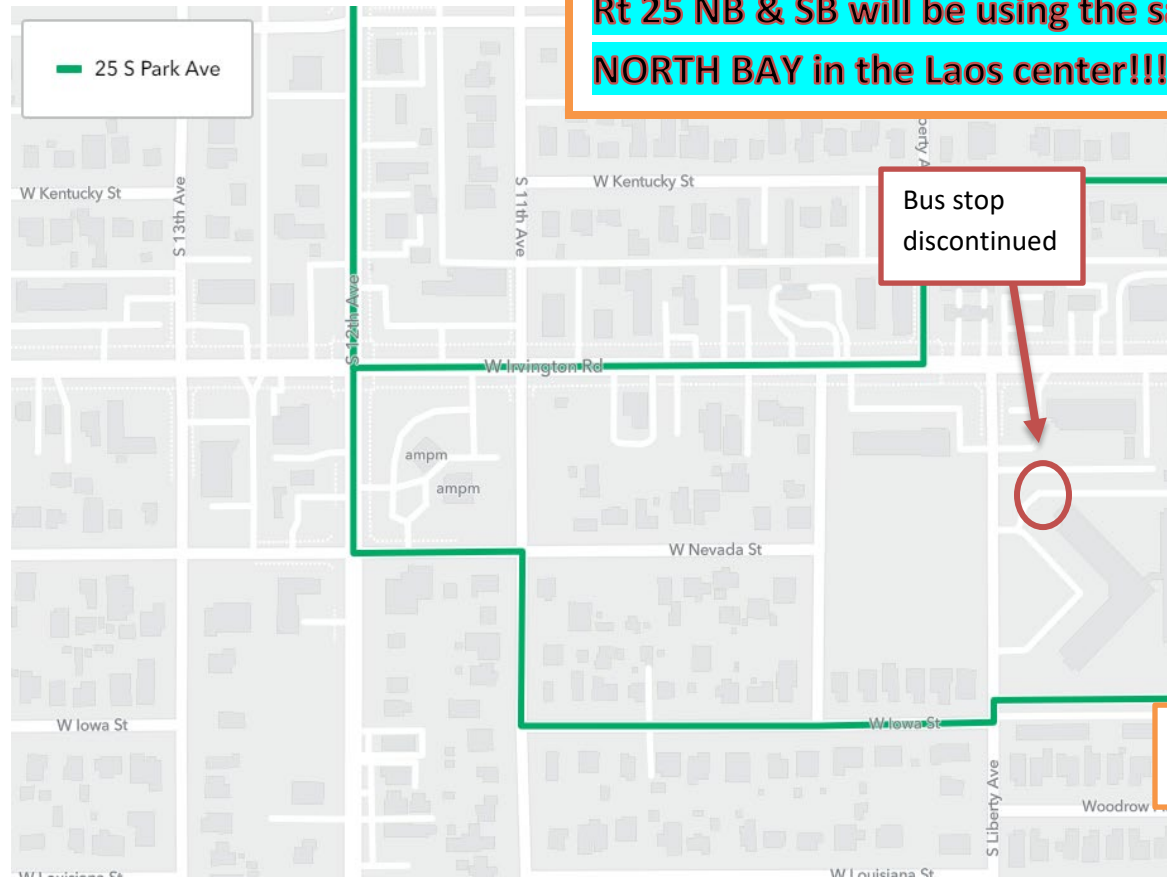 25 S Park Ave
Rt 25 NB & SB will be using the
NORTH BAY in the Laos center!!!
W Kentucky St
S 13th Ave
S 11th Ave
W Kentucky St
Bus stop
discontinued
S 12th Ave
W Irvington Rd
ampm
ampm
W Nevada St
W Iowa St
W Iowa St
S Liberty Ave
Woodrow
W Louisiana St
W Louisiana St